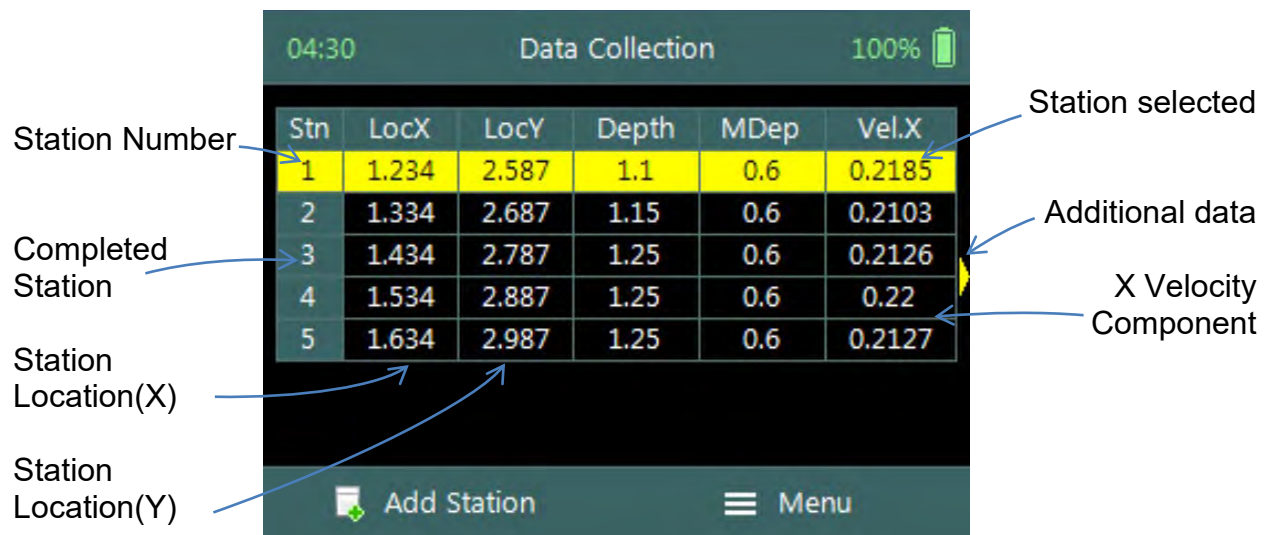 04:30 Data Collection 100%
Station selected
Station Number
Stn LocX LocY Depth MDep Vel.X
1 1.234 2.587 1.1 0.6 0.2185
2 1.334 2.687 1.15 0.6 0.2103
3 1.434 2.787 1.25 0.6 0.2126
4 1.534 2.887 1.25 0.6 0.22
5 1.634 2.987 1.25 0.6 0.2127
Additional data
Completed
Station
X Velocity
Component
Station
Location(X)
Station
Location(Y)
Add Station Menu